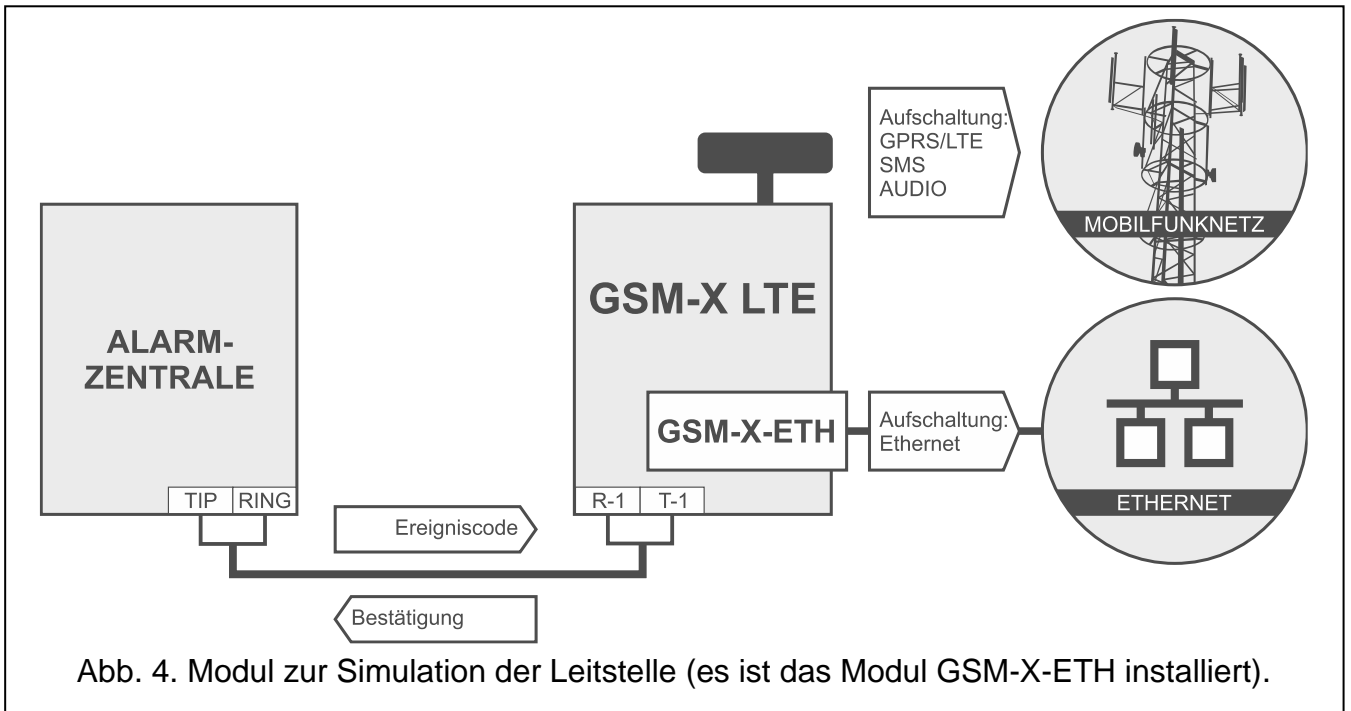 Aufschaltung:
GPRS/LTE
SMS
AUDIO
MOBILFUNKNETZ
ALARM-
ZENTRALE
GSM-X LTE
GSM-X-ETH
Aufschaltung:
Ethernet
ETHERNET
TIP RING
R-1 T-1
Ereigniscode
Bestätigung
Abb. 4. Modul zur Simulation der Leitstelle (es ist das Modul GSM-X-ETH installiert).